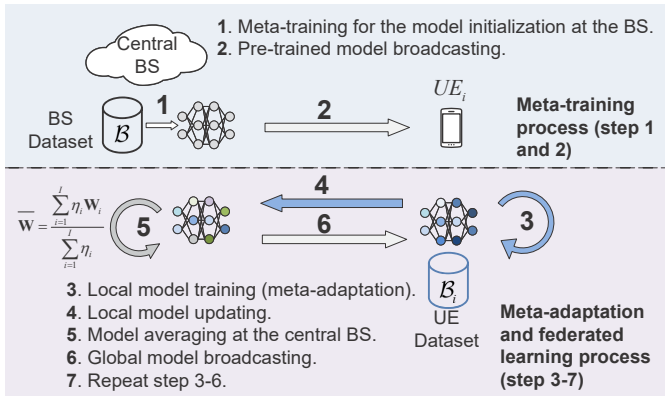 1. Meta-training for the model initialization at the BS.
2. Pre-trained model broadcasting.
Central
BS
BS
Dataset
ℬ
1
2
UE_i
Meta-training
process (step 1
and 2)
W̅ = ∑_{i=1}^{I} η_i W_i / ∑_{i=1}^{I} η_i
5
4
6
3
ℬ_i
UE
Dataset
3. Local model training (meta-adaptation).
4. Local model updating.
5. Model averaging at the central BS.
6. Global model broadcasting.
7. Repeat step 3-6.
Meta-adaptation
and federated
learning process
(step 3-7)